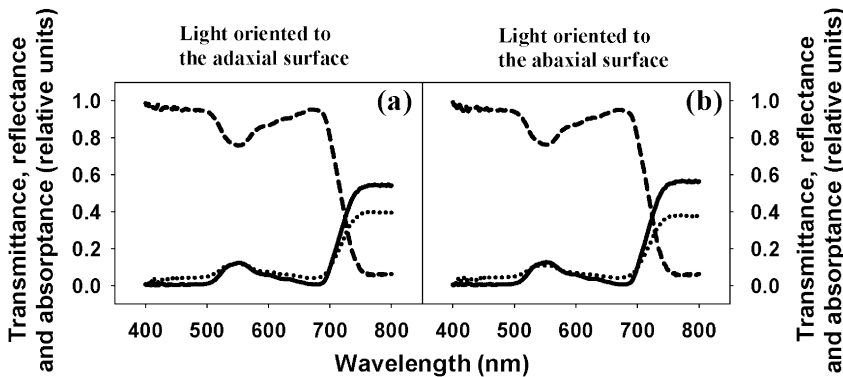 Light oriented to
the adaxial surface
Light oriented to
the abaxial surface
Transmittance, reflectance
and absorptance (relative units)
1.0
0.8
0.6
0.4
0.2
0.0
(a)
(b)
1.0
0.8
0.6
0.4
0.2
0.0
Transmittance, reflectance
and absorptance (relative units)
400 500 600 700 800
400 500 600 700 800
Wavelength (nm)